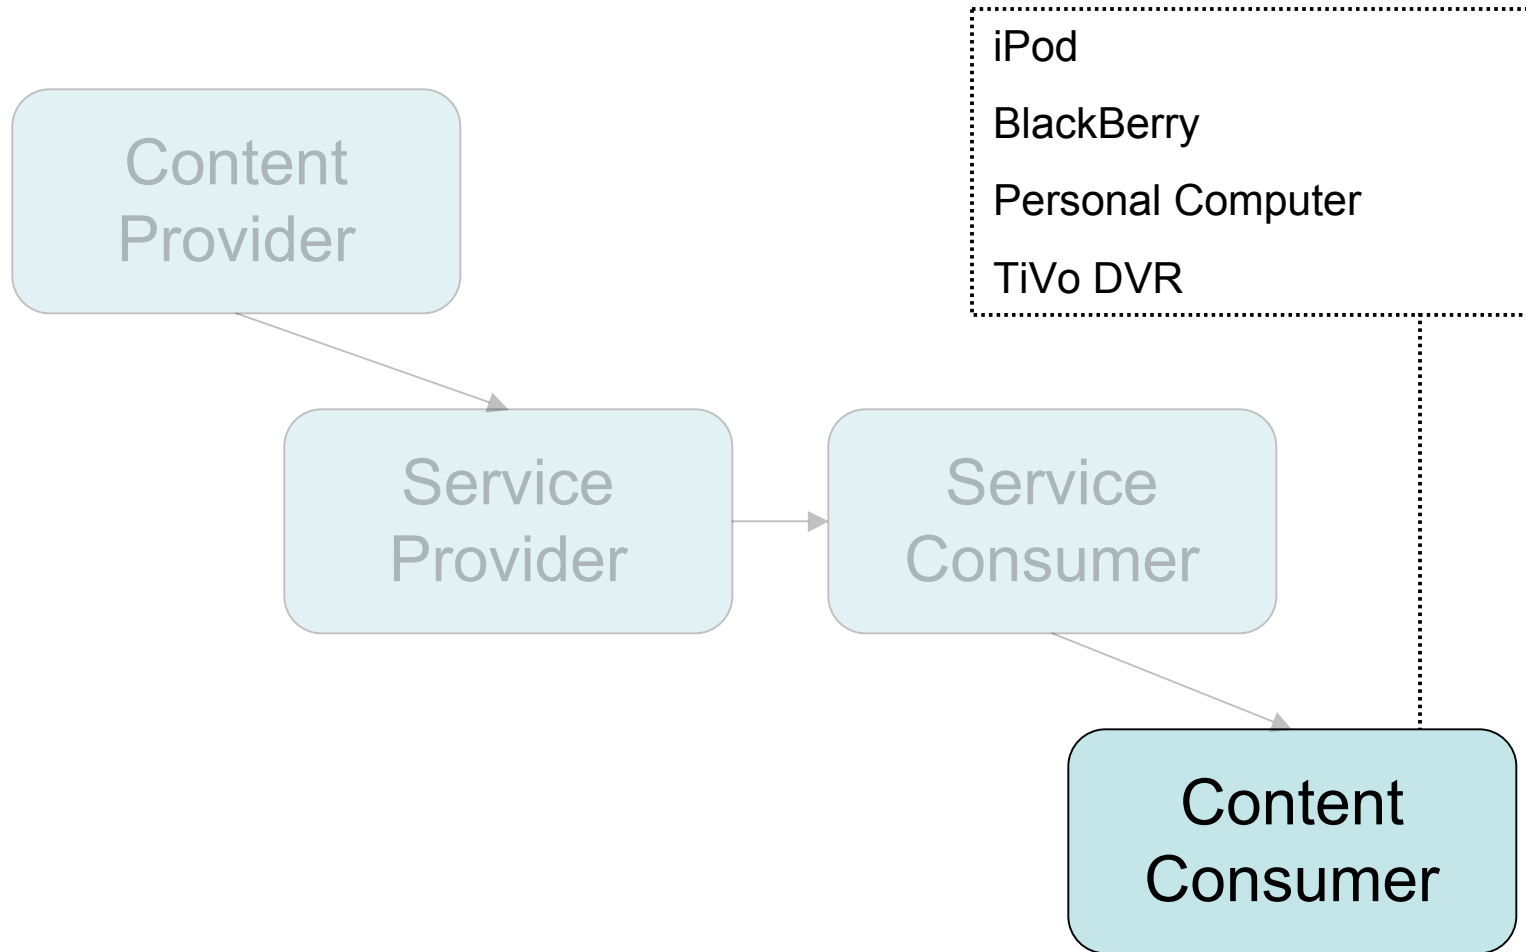 iPod
BlackBerry
Personal Computer
TiVo DVR
Content
Provider
Service
Provider
Service
Consumer
Content
Consumer